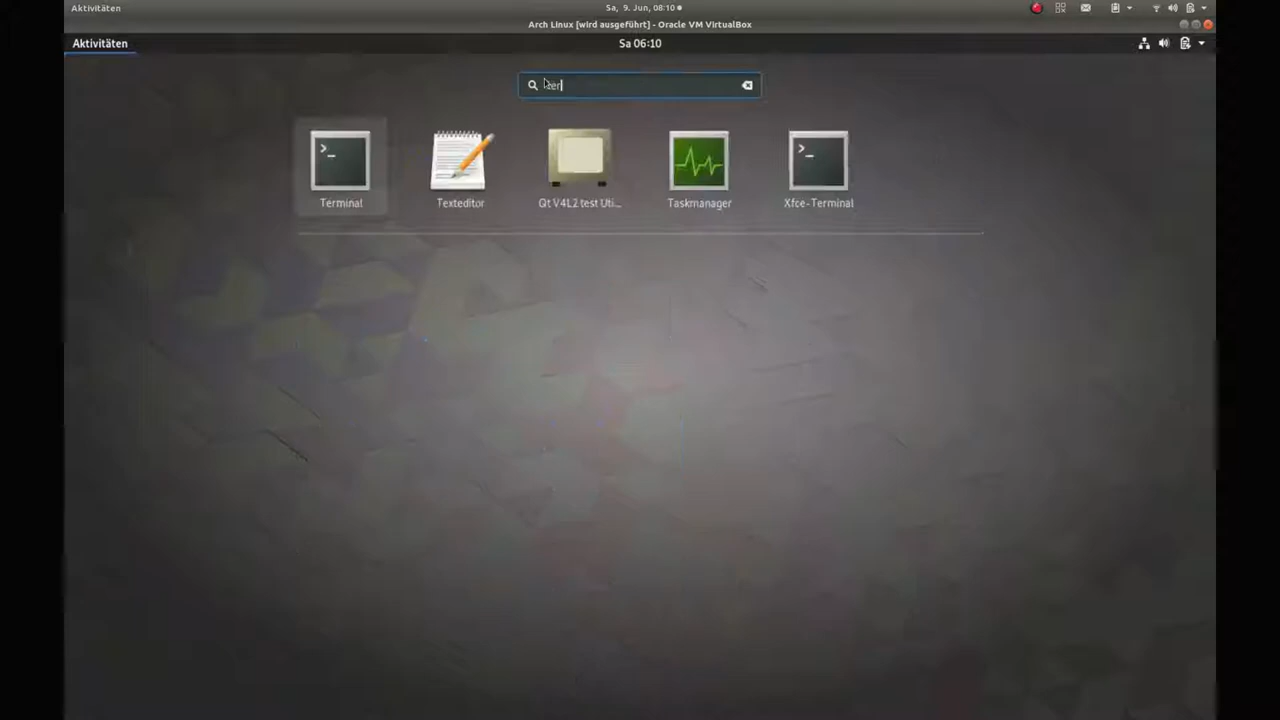 Aktivitäten Sa, 9. Jun, 08:10
Arch Linux [wird ausgeführt] - Oracle VM VirtualBox
Aktivitäten Sa 06:10
ter
Terminal Texteditor Qt V4L2 test Uti... Taskmanager Xfce-Terminal